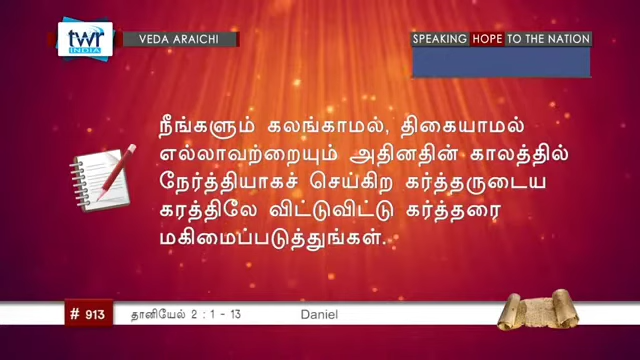 twr
INDIA
VEDA ARAICHI
SPEAKING HOPE TO THE NATION
நீங்களும் கலங்காமல், திகையாமல்
எல்லாவற்றையும் அதினதின் காலத்தில்
நேர்த்தியாகச் செய்கிற கர்த்தருடைய
கரத்திலே விட்டுவிட்டு கர்த்தரை
மகிமைப்படுத்துங்கள்.
# 913 தானியேல் 2 : 1 - 13 Daniel